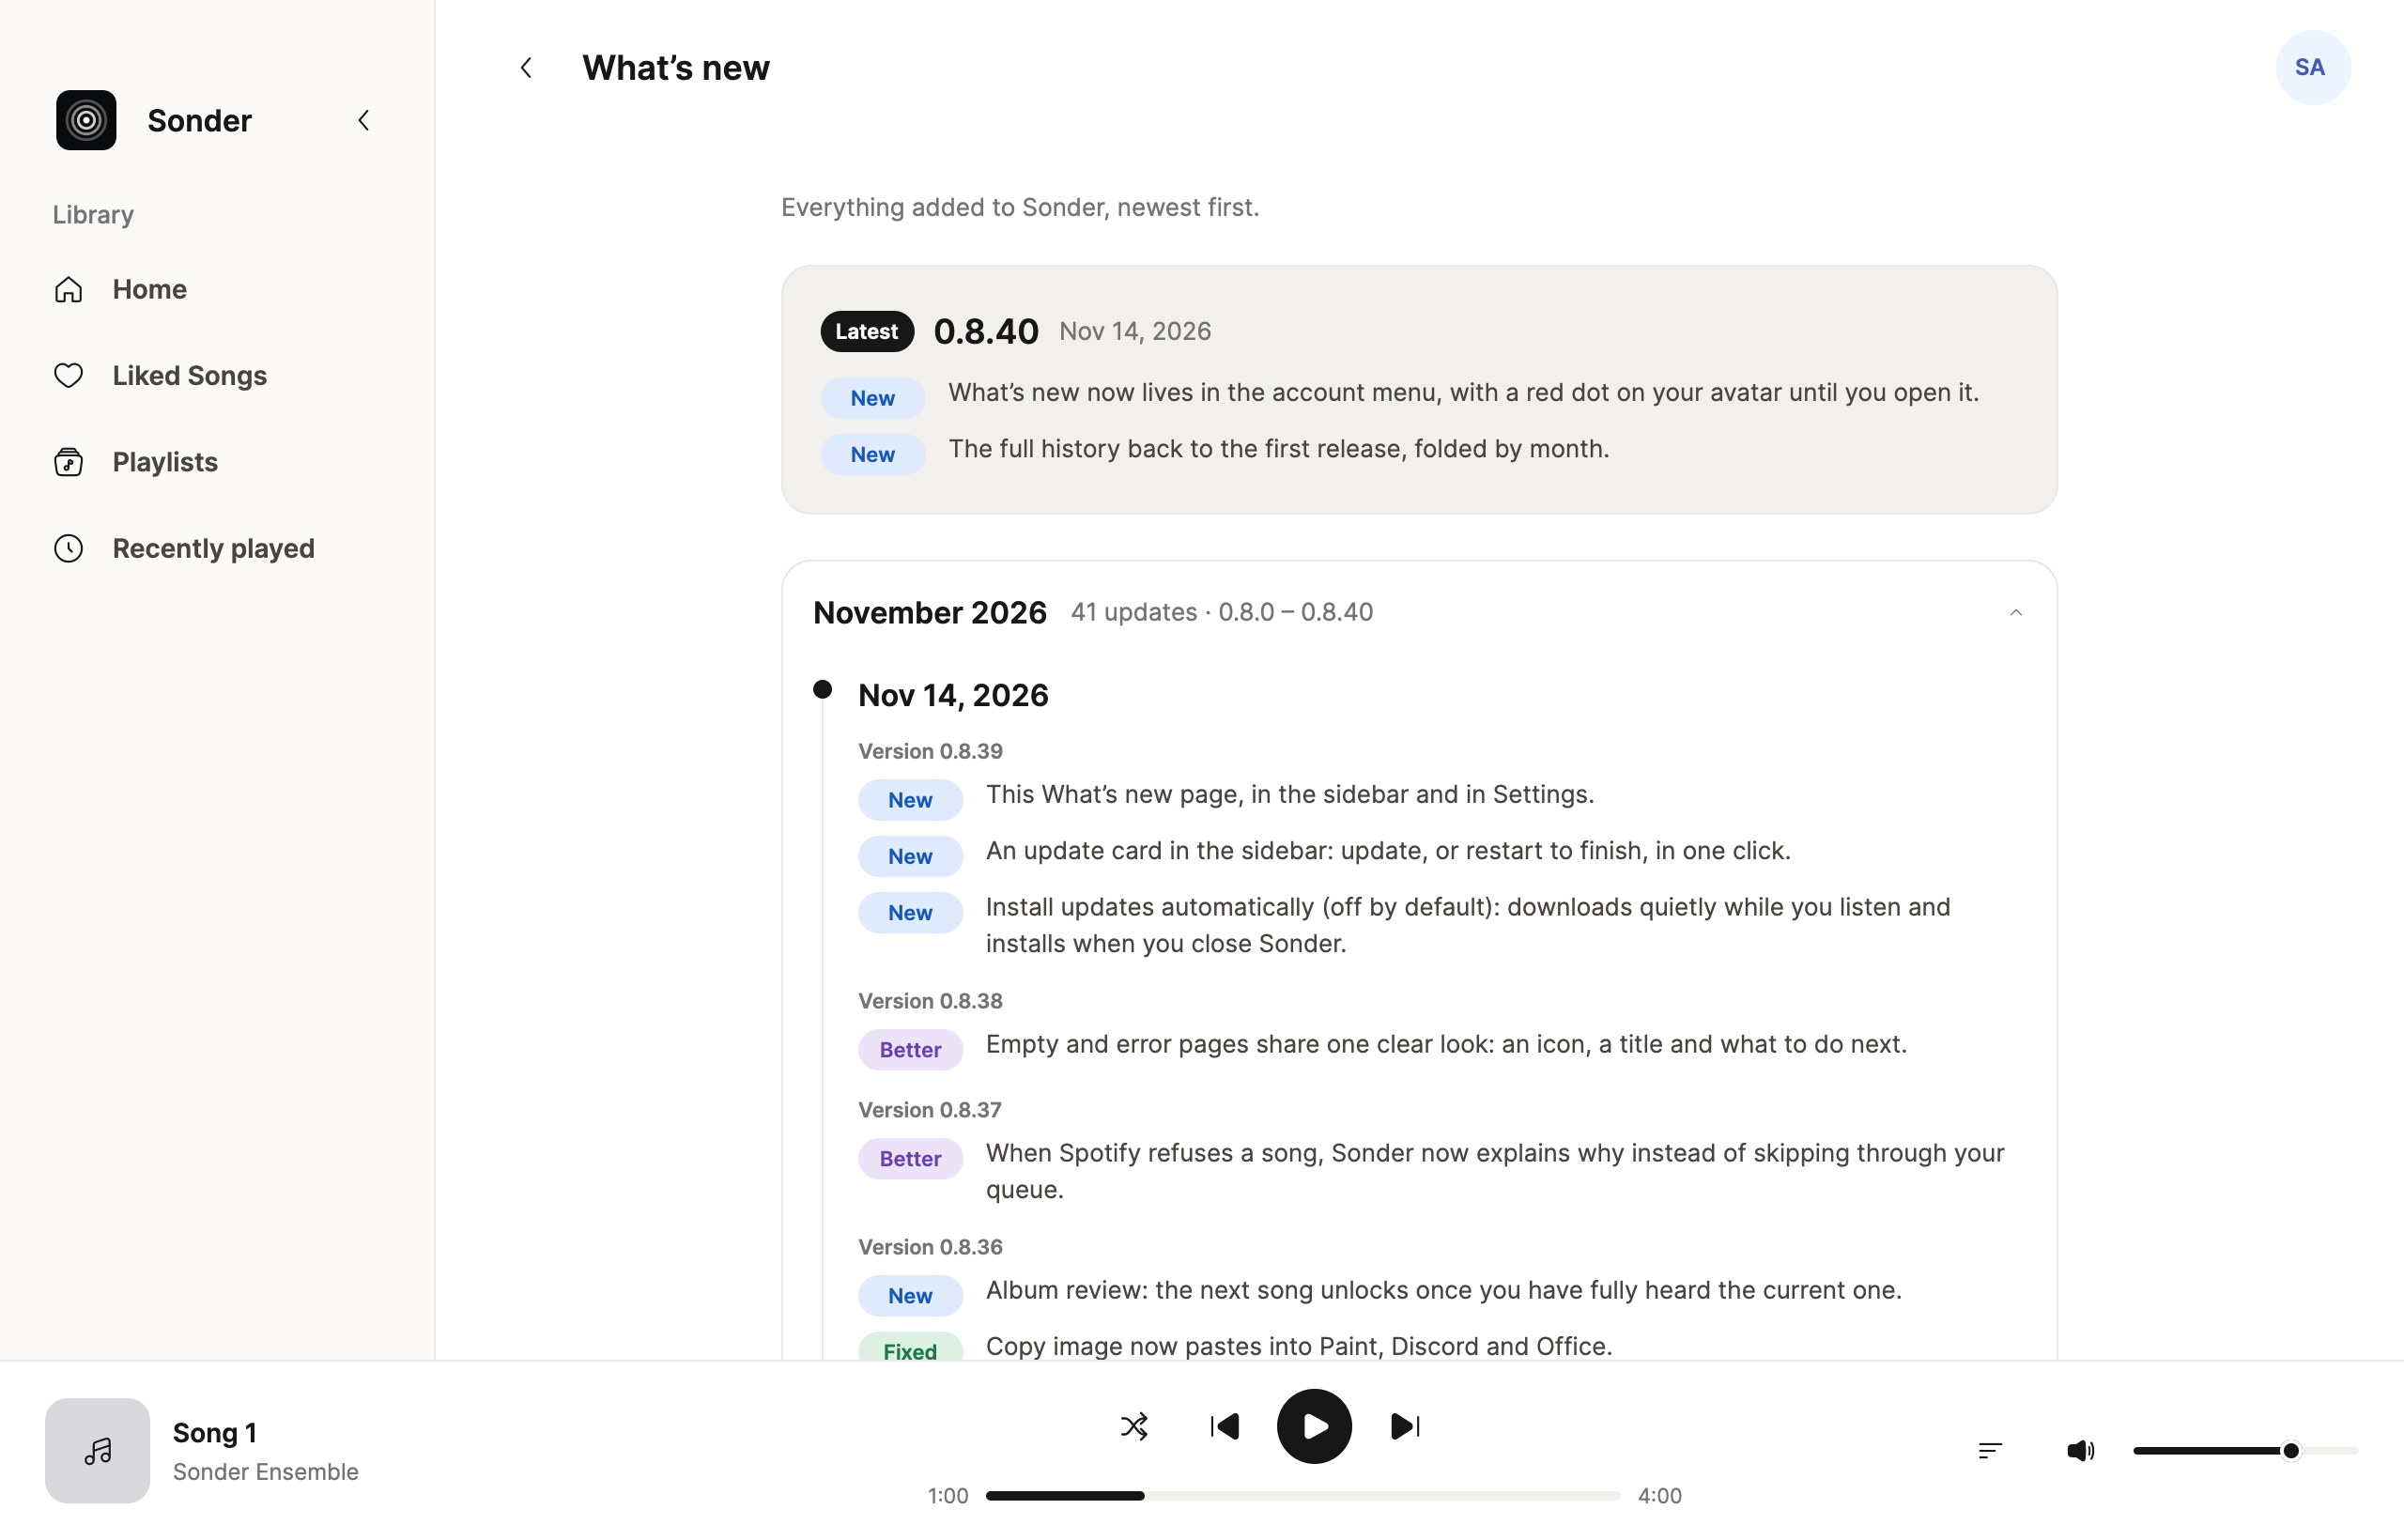 What’s new
SA
Sonder
Library
Home
Liked Songs
Playlists
Recently played
Everything added to Sonder, newest first.
Latest 0.8.40 Nov 14, 2026
New What’s new now lives in the account menu, with a red dot on your avatar until you open it.
New The full history back to the first release, folded by month.
November 2026 41 updates · 0.8.0 – 0.8.40
Nov 14, 2026
Version 0.8.39
New This What’s new page, in the sidebar and in Settings.
New An update card in the sidebar: update, or restart to finish, in one click.
New Install updates automatically (off by default): downloads quietly while you listen and
installs when you close Sonder.
Version 0.8.38
Better Empty and error pages share one clear look: an icon, a title and what to do next.
Version 0.8.37
Better When Spotify refuses a song, Sonder now explains why instead of skipping through your
queue.
Version 0.8.36
New Album review: the next song unlocks once you have fully heard the current one.
Fixed Copy image now pastes into Paint, Discord and Office.
Song 1
Sonder Ensemble
1:00 4:00